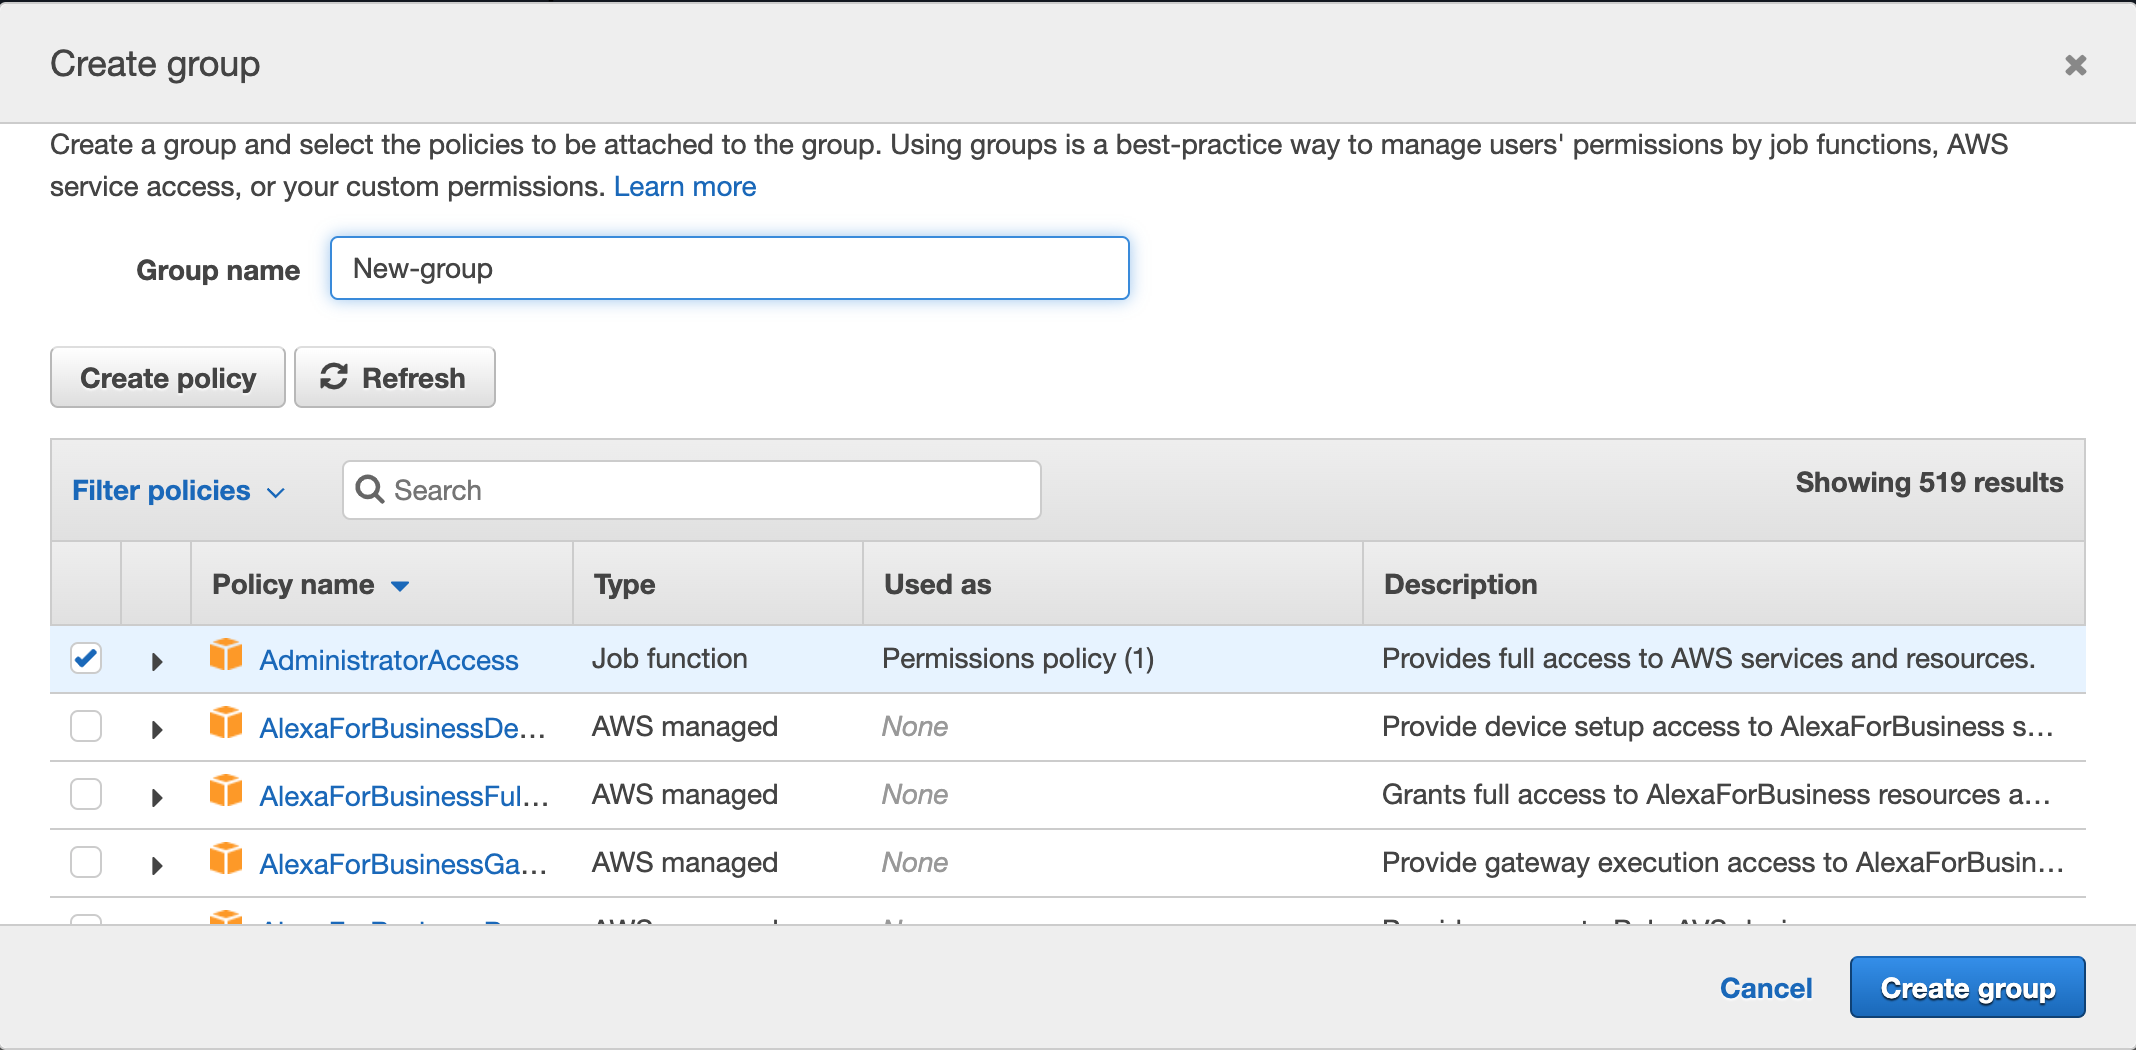 Create group
Create a group and select the policies to be attached to the group. Using groups is a best-practice way to manage users' permissions by job functions, AWS
service access, or your custom permissions. Learn more
Group name New-group
Create policy Refresh
Filter policies Search Showing 519 results
Policy name Type Used as Description
AdministratorAccess Job function Permissions policy (1) Provides full access to AWS services and resources.
AlexaForBusinessDe... AWS managed None Provide device setup access to AlexaForBusiness s...
AlexaForBusinessFul... AWS managed None Grants full access to AlexaForBusiness resources a...
AlexaForBusinessGa... AWS managed None Provide gateway execution access to AlexaForBusin...
Cancel Create group